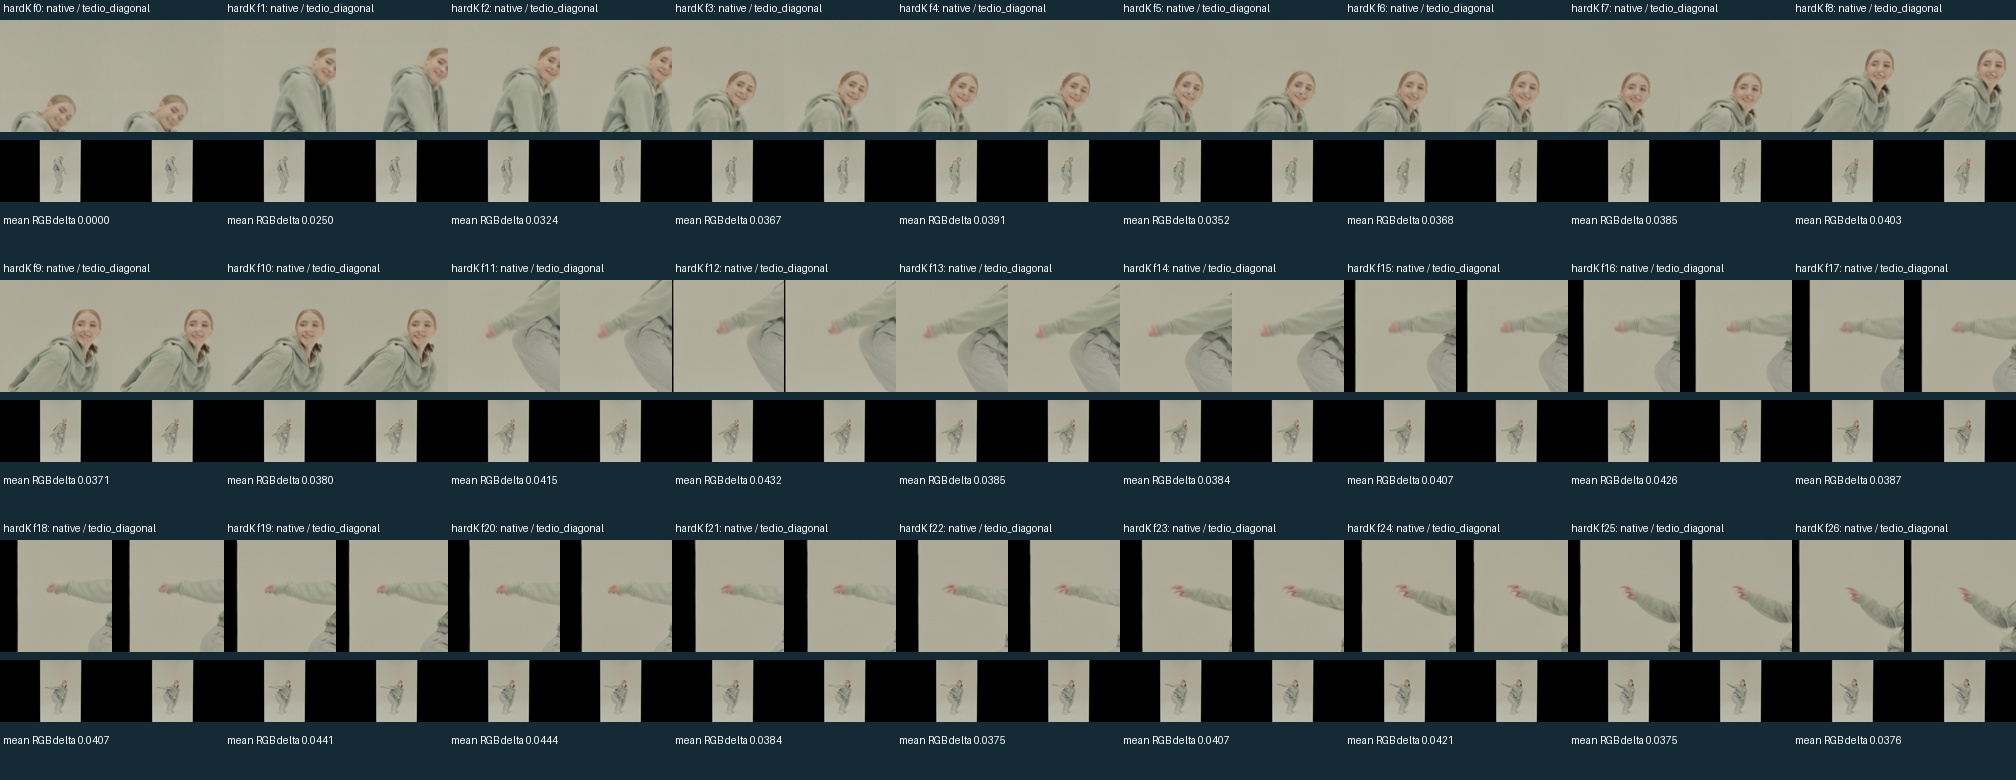 hardK f0: native / tedio_diagonal hardK f1: native / tedio_diagonal hardK f2: native / tedio_diagonal hardK f3: native / tedio_diagonal hardK f4: native / tedio_diagonal hardK f5: native / tedio_diagonal hardK f6: native / tedio_diagonal hardK f7: native / tedio_diagonal hardK f8: native / tedio_diagonal
mean RGB delta 0.0000 mean RGB delta 0.0250 mean RGB delta 0.0324 mean RGB delta 0.0367 mean RGB delta 0.0391 mean RGB delta 0.0352 mean RGB delta 0.0368 mean RGB delta 0.0385 mean RGB delta 0.0403
hardK f9: native / tedio_diagonal hardK f10: native / tedio_diagonal hardK f11: native / tedio_diagonal hardK f12: native / tedio_diagonal hardK f13: native / tedio_diagonal hardK f14: native / tedio_diagonal hardK f15: native / tedio_diagonal hardK f16: native / tedio_diagonal hardK f17: native / tedio_diagonal
mean RGB delta 0.0371 mean RGB delta 0.0380 mean RGB delta 0.0415 mean RGB delta 0.0432 mean RGB delta 0.0385 mean RGB delta 0.0384 mean RGB delta 0.0407 mean RGB delta 0.0426 mean RGB delta 0.0387
hardK f18: native / tedio_diagonal hardK f19: native / tedio_diagonal hardK f20: native / tedio_diagonal hardK f21: native / tedio_diagonal hardK f22: native / tedio_diagonal hardK f23: native / tedio_diagonal hardK f24: native / tedio_diagonal hardK f25: native / tedio_diagonal hardK f26: native / tedio_diagonal
mean RGB delta 0.0407 mean RGB delta 0.0441 mean RGB delta 0.0444 mean RGB delta 0.0384 mean RGB delta 0.0375 mean RGB delta 0.0407 mean RGB delta 0.0421 mean RGB delta 0.0375 mean RGB delta 0.0376